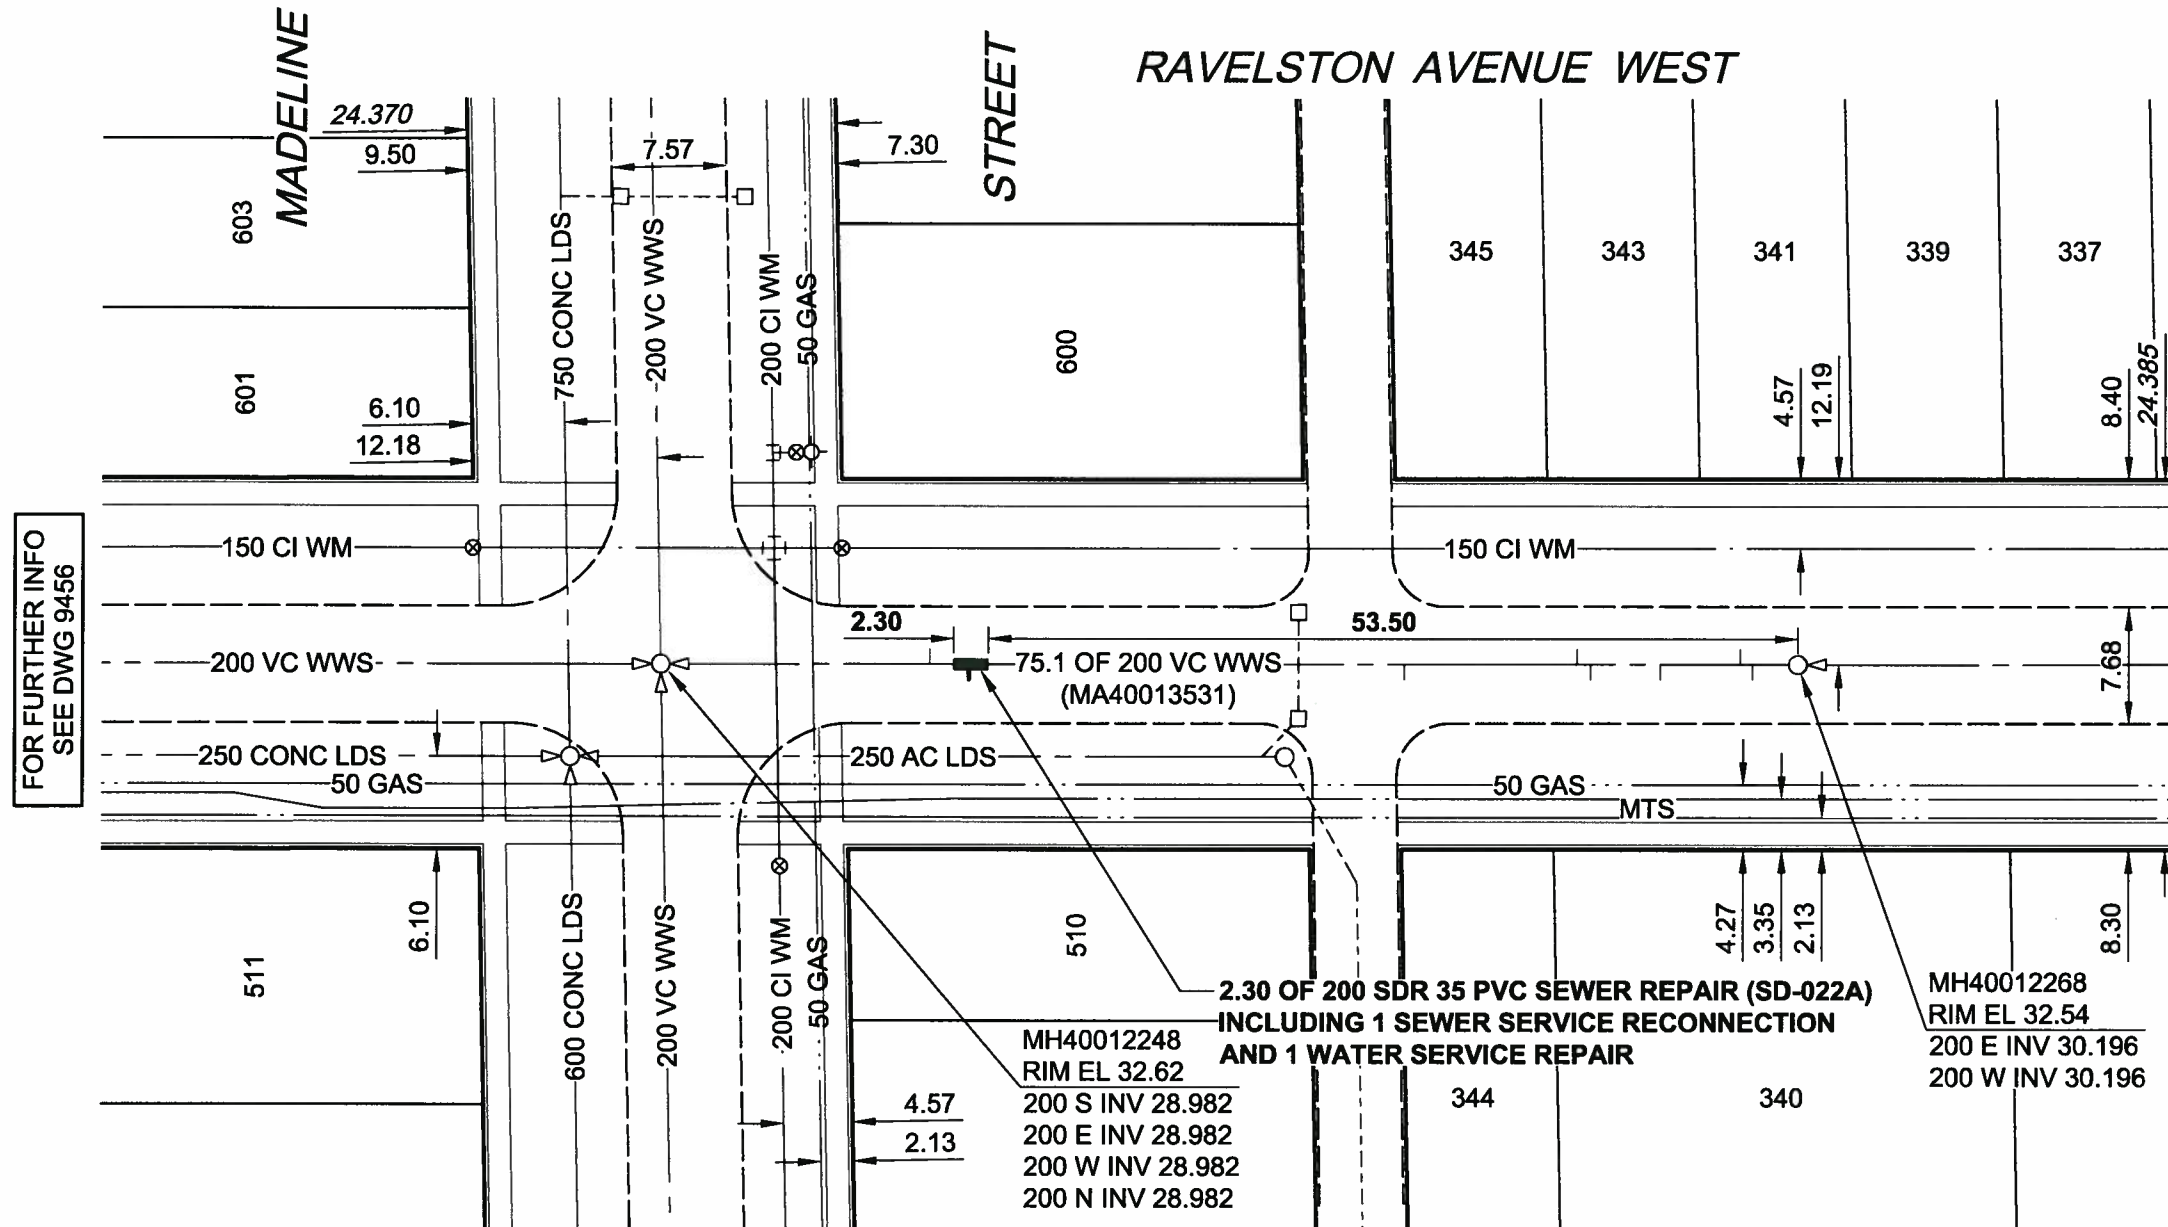 MADELINE
STREET
RAVELSTON AVENUE WEST
24.370
9.50
7.57
7.30
603
601
750 CONC LDS
200 VC WWS
200 CI WM
50 GAS
600
345
343
341
339
337
6.10
12.18
4.57
12.19
8.40
24.385
FOR FURTHER INFO
SEE DWG 9456
150 CI WM
150 CI WM
2.30
53.50
200 VC WWS
75.1 OF 200 VC WWS
(MA40013531)
7.68
250 CONC LDS
250 AC LDS
50 GAS
50 GAS
MTS
6.10
511
600 CONC LDS
200 VC WWS
200 CI WM
50 GAS
510
4.27
3.35
2.13
8.30
2.30 OF 200 SDR 35 PVC SEWER REPAIR (SD-022A)
INCLUDING 1 SEWER SERVICE RECONNECTION
AND 1 WATER SERVICE REPAIR
MH40012268
RIM EL 32.54
200 E INV 30.196
200 W INV 30.196
MH40012248
RIM EL 32.62
200 S INV 28.982
200 E INV 28.982
200 W INV 28.982
200 N INV 28.982
4.57
2.13
344
340